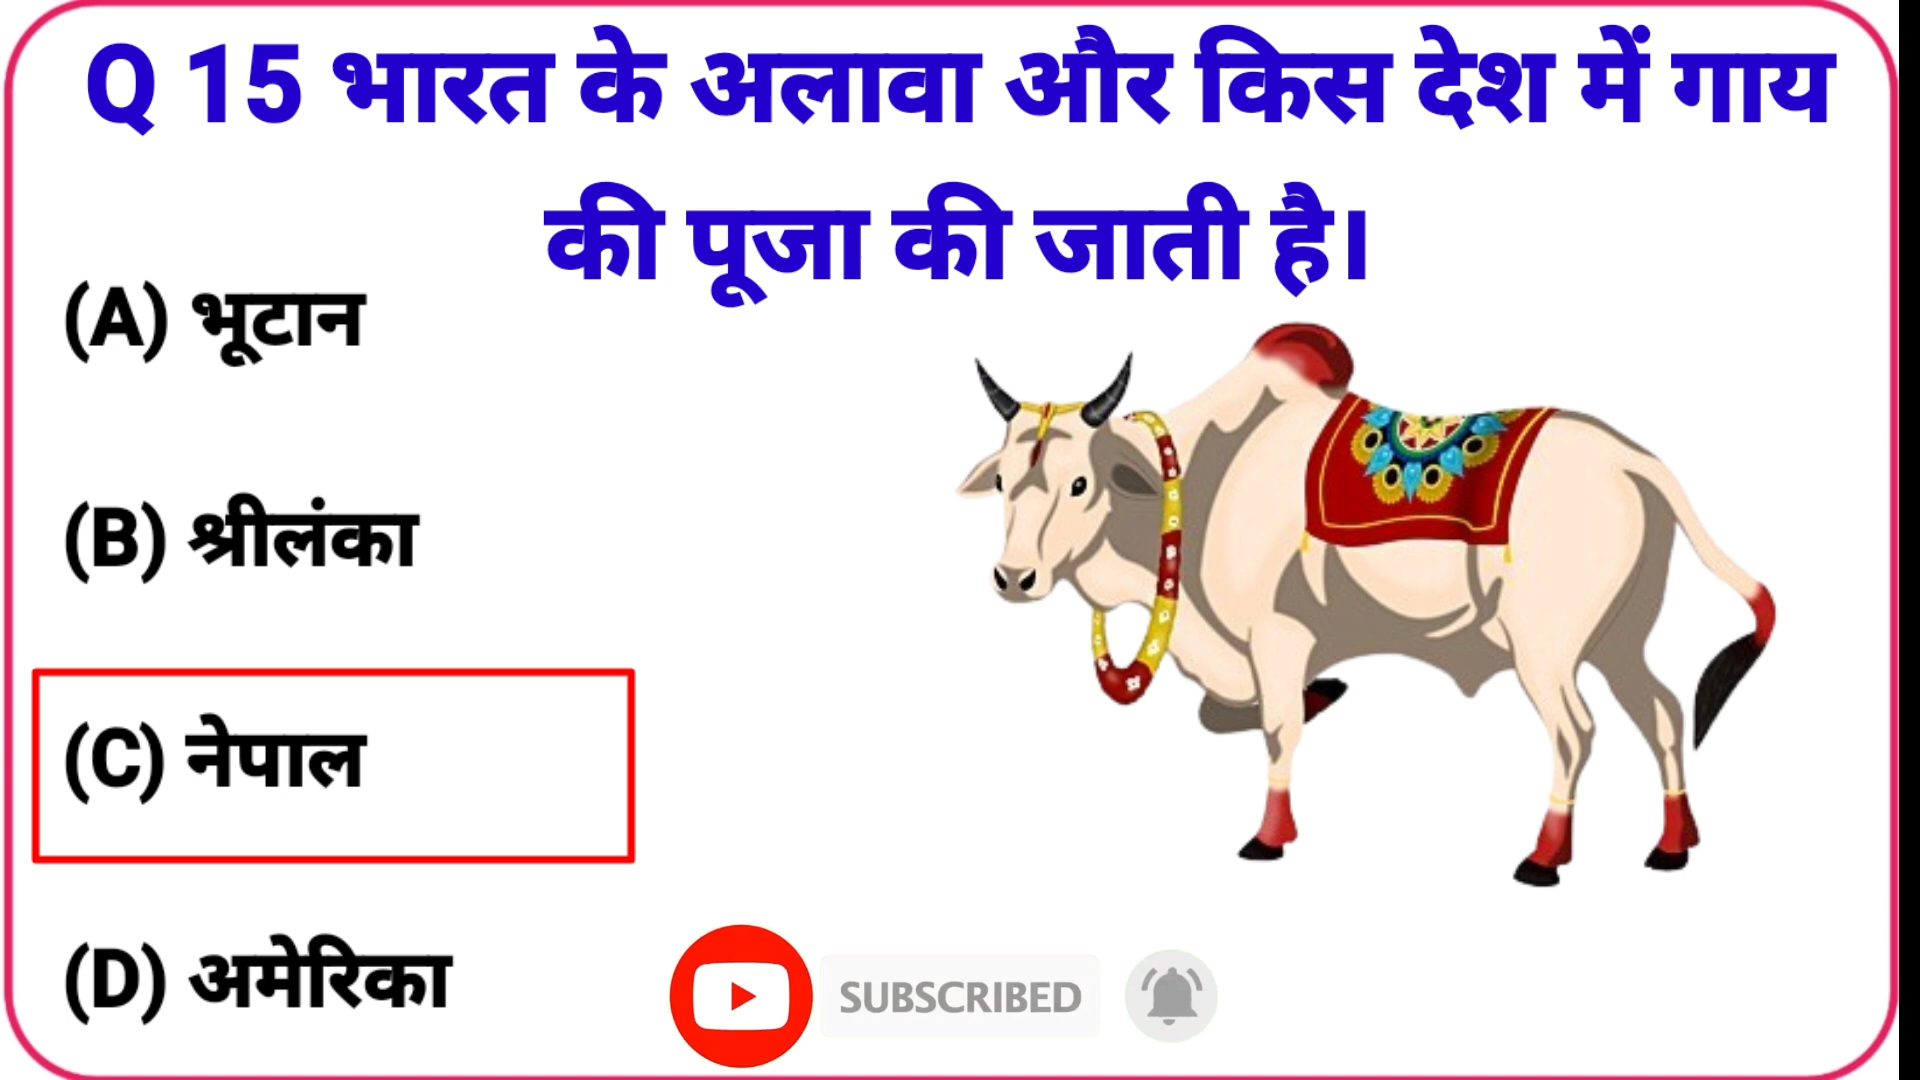 Q 15 भारत के अलावा और किस देश में गाय
की पूजा की जाती है।
(A) भूटान
(B) श्रीलंका
(C) नेपाल
(D) अमेरिका
SUBSCRIBED